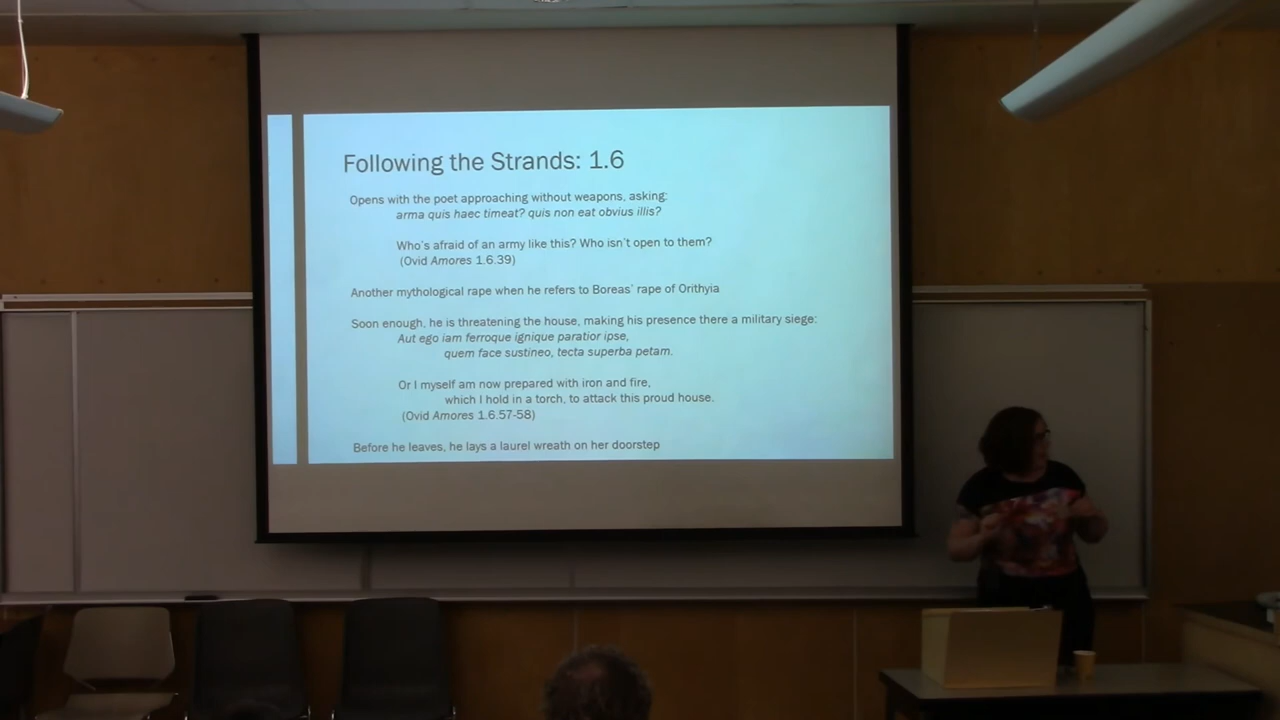 Following the Strands: 1.6
Opens with the poet approaching without weapons, asking:
arma quis haec timeat? quis non eat obvius illis?
Who's afraid of an army like this? Who isn't open to them?
(Ovid Amores 1.6.39)
Another mythological rape when he refers to Boreas' rape of Orithyia
Soon enough, he is threatening the house, making his presence there a military siege:
Aut ego iam ferroque ignique paratior ipse,
quem face sustineo, tecta superba petam.
Or I myself am now prepared with iron and fire,
which I hold in a torch, to attack this proud house.
(Ovid Amores 1.6.57-58)
Before he leaves, he lays a laurel wreath on her doorstep